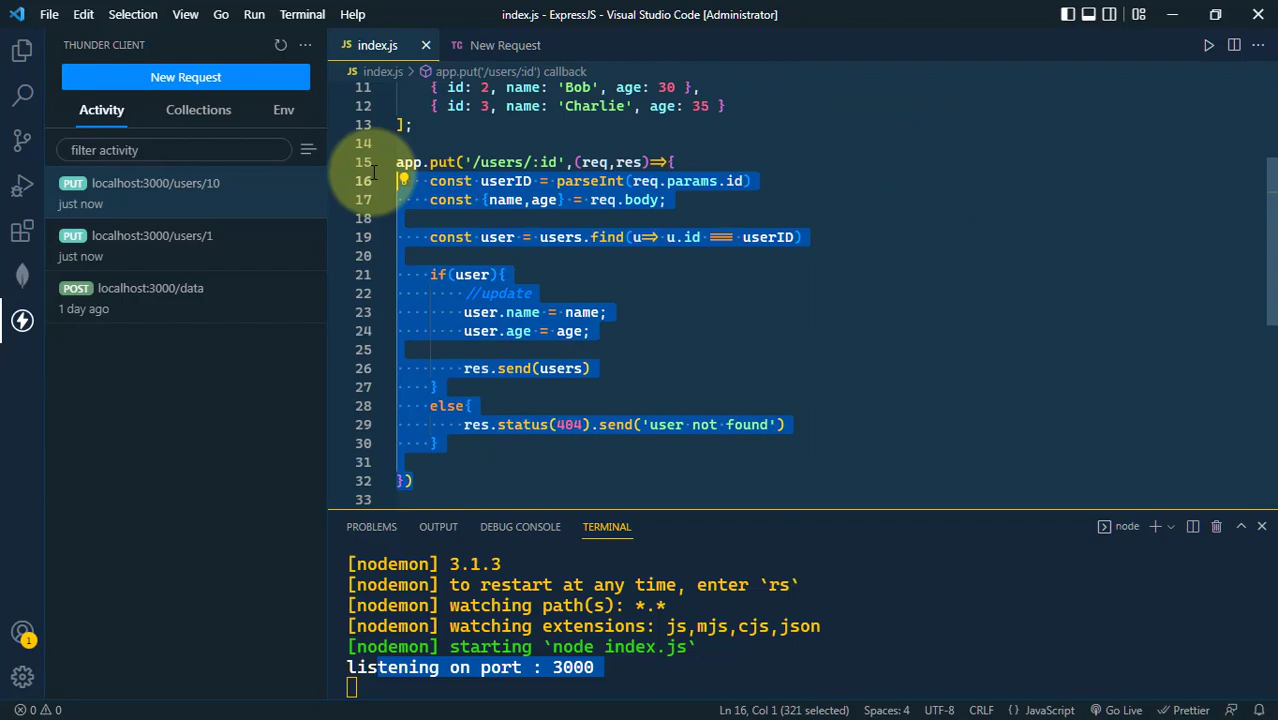 File Edit Selection View Go Run Terminal Help index.js - ExpressJS - Visual Studio Code [Administrator]
THUNDER CLIENT ···
New Request
Activity Collections Env
filter activity
PUT localhost:3000/users/10
just now
PUT localhost:3000/users/1
just now
POST localhost:3000/data
1 day ago
JS index.js × TC New Request ···
JS index.js > app.put('/users/:id') callback
11 { id: 2, name: 'Bob', age: 30 },
12 { id: 3, name: 'Charlie', age: 35 }
13 ];
14
15 app.put('/users/:id',(req,res)=>{
16 const userID = parseInt(req.params.id)
17 const {name,age} = req.body;
18
19 const user = users.find(u=> u.id === userID)
20
21 if(user){
22 //update
23 user.name = name;
24 user.age = age;
25
26 res.send(users)
27 }
28 else{
29 res.status(404).send('user not found')
30 }
31
32 })
33
PROBLEMS OUTPUT DEBUG CONSOLE TERMINAL node
[nodemon] 3.1.3
[nodemon] to restart at any time, enter `rs`
[nodemon] watching path(s): *.*
[nodemon] watching extensions: js,mjs,cjs,json
[nodemon] starting `node index.js`
listening on port : 3000
1
0 0 Ln 16, Col 1 (321 selected) Spaces: 4 UTF-8 CRLF {} JavaScript Go Live Prettier